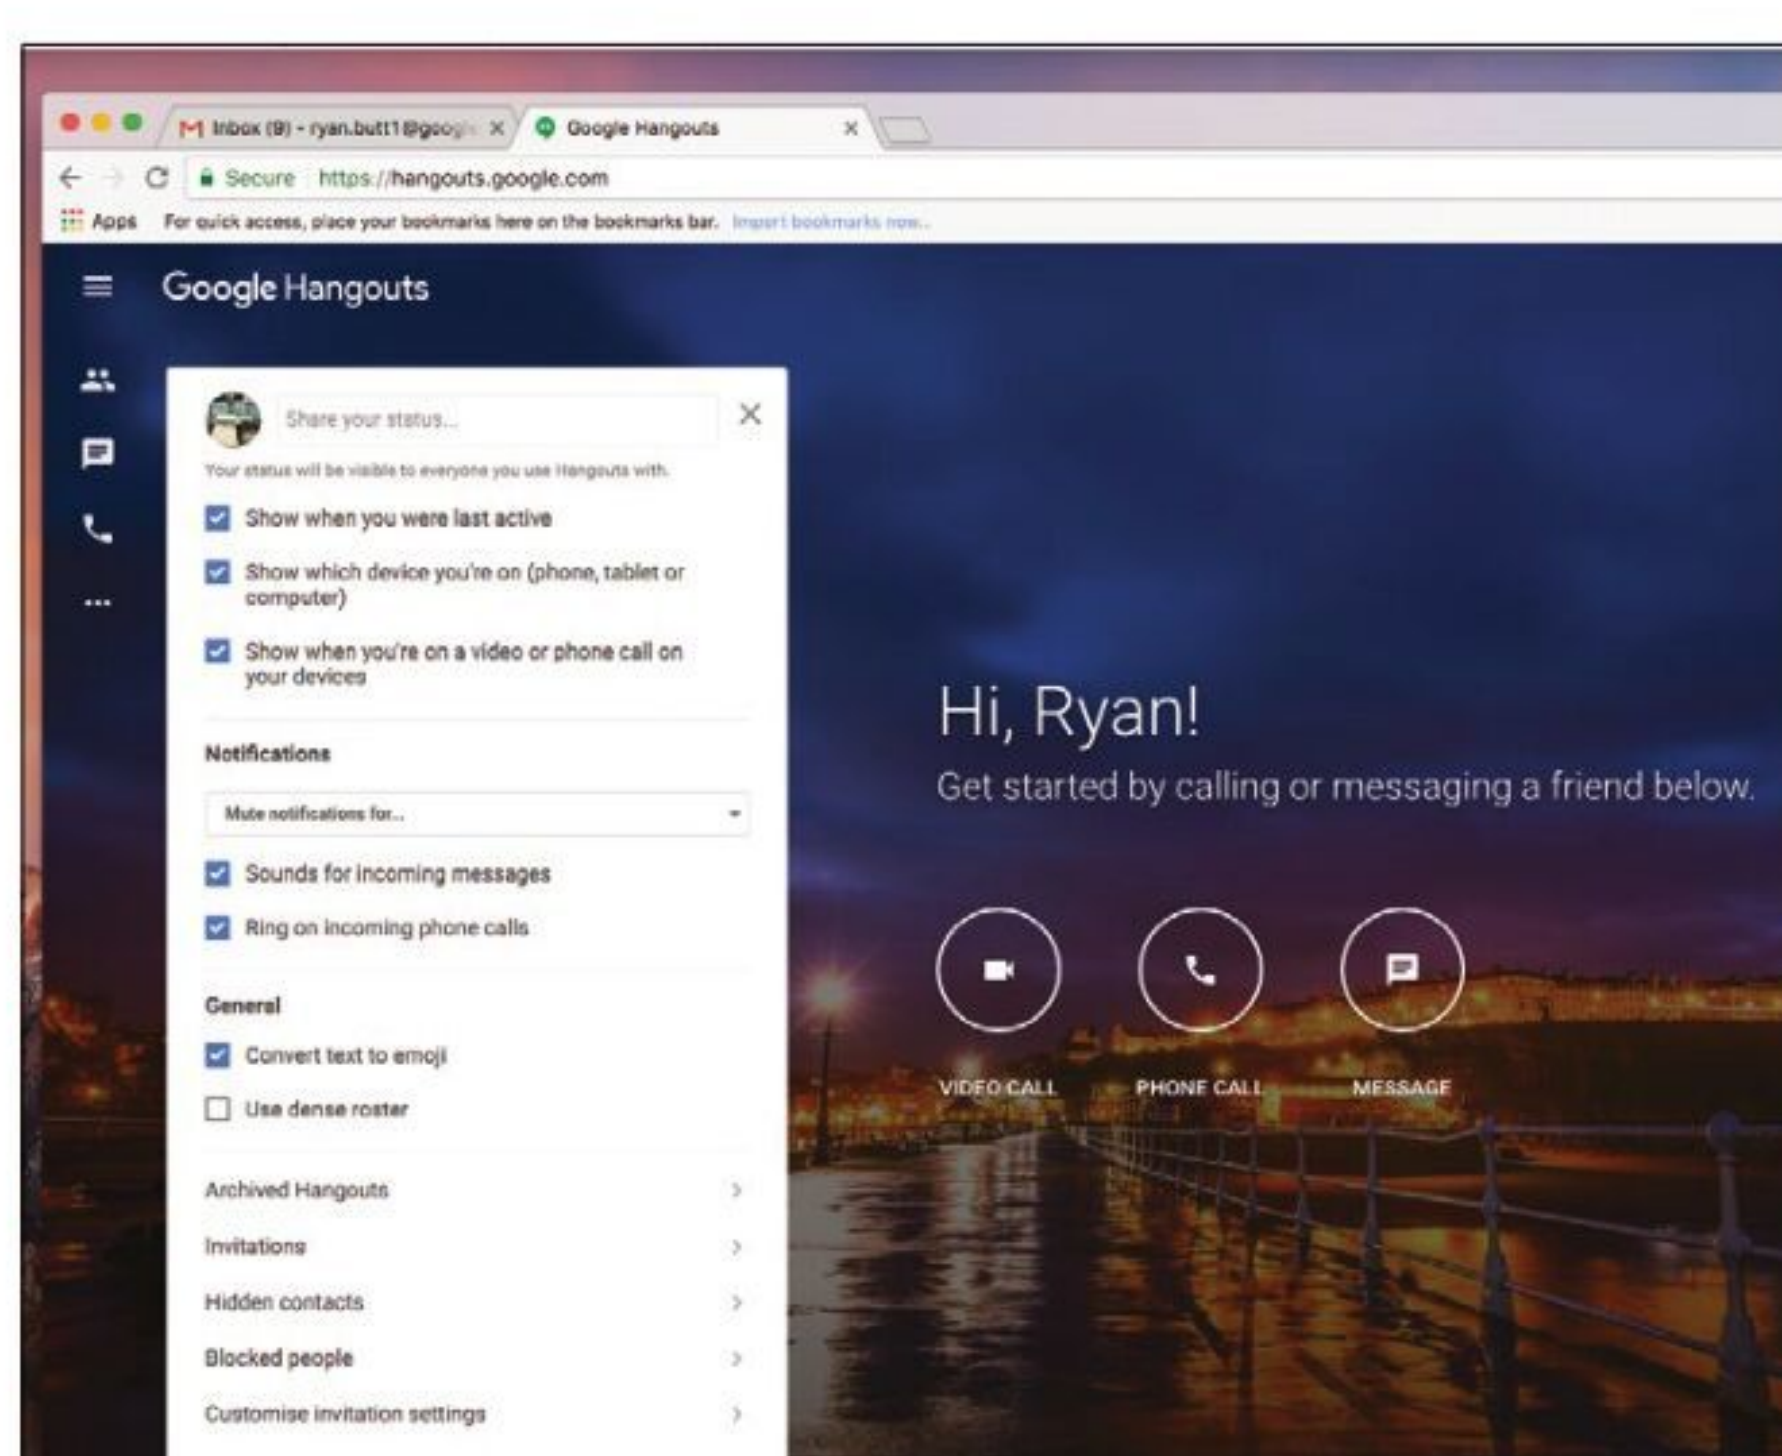 Inbox (9) - ryan.butt1@googl
Google Hangouts
Secure https://hangouts.google.com
Apps For quick access, place your bookmarks here on the bookmarks bar. Import bookmarks now...
Google Hangouts
Share your status...
Your status will be visible to everyone you use Hangouts with.
Show when you were last active
Show which device you're on (phone, tablet or
computer)
Show when you're on a video or phone call on
your devices
Notifications
Mute notifications for...
Sounds for incoming messages
Ring on incoming phone calls
General
Convert text to emoji
Use dense roster
Archived Hangouts
Invitations
Hidden contacts
Blocked people
Customise invitation settings
Hi, Ryan!
Get started by calling or messaging a friend below.
VIDEO CALL PHONE CALL MESSAGE